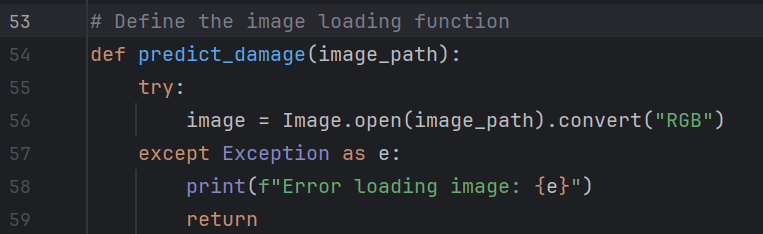 53 # Define the image loading function
54 def predict_damage(image_path):
55     try:
56         image = Image.open(image_path).convert("RGB")
57     except Exception as e:
58         print(f"Error loading image: {e}")
59         return